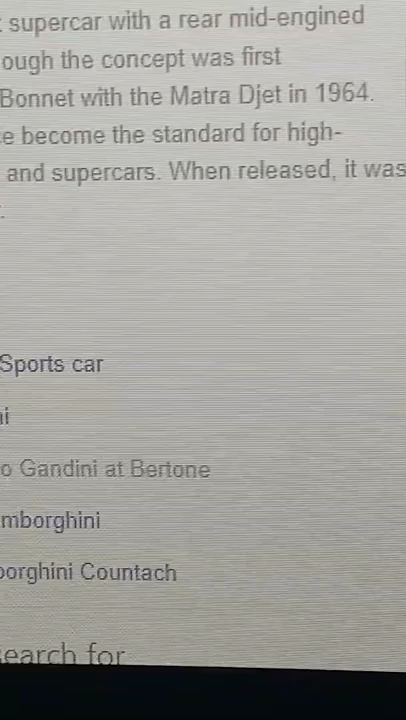 supercar with a rear mid-engined
ough the concept was first
Bonnet with the Matra Djet in 1964.
e become the standard for high-
and supercars. When released, it was
.
Sports car
i
o Gandini at Bertone
mborghini
borghini Countach
earch for